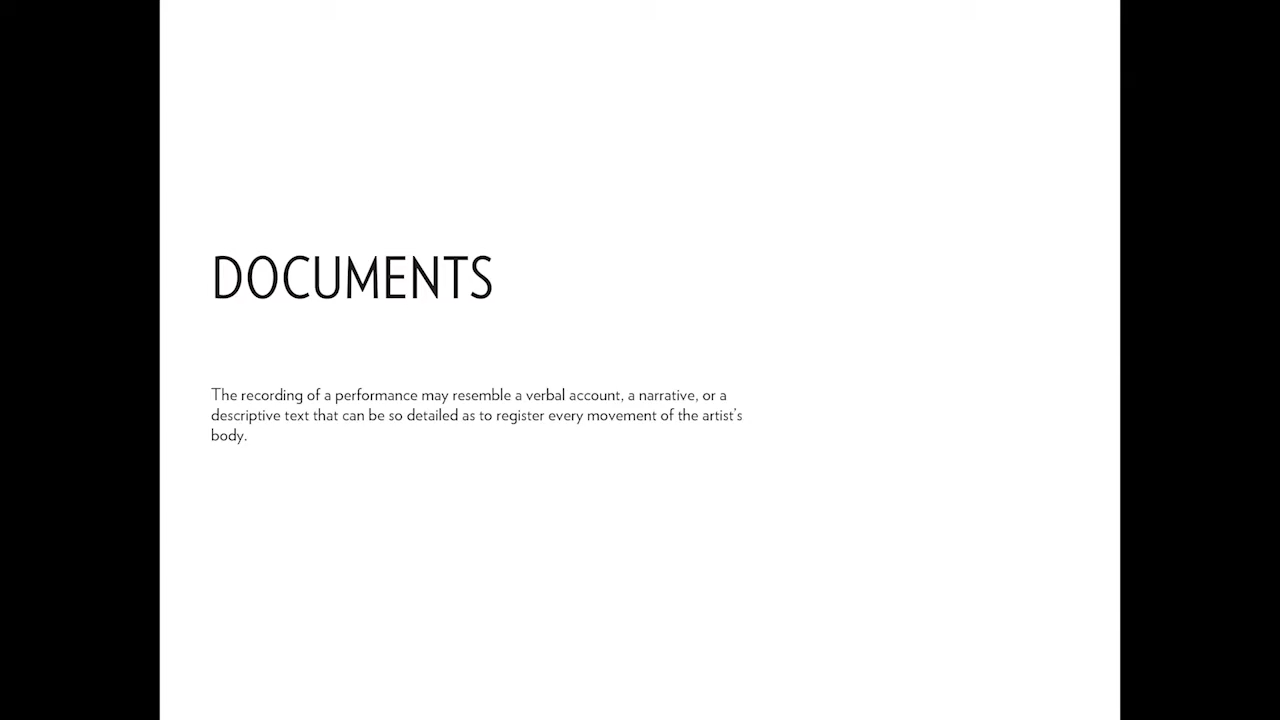 DOCUMENTS
The recording of a performance may resemble a verbal account, a narrative, or a
descriptive text that can be so detailed as to register every movement of the artist’s
body.